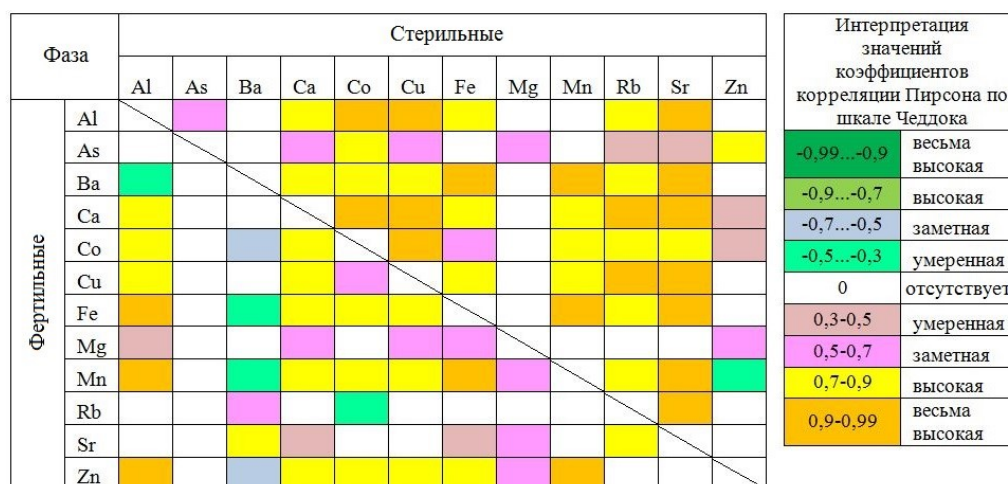 Фаза
Стерильные
Al As Ba Ca Co Cu Fe Mg Mn Rb Sr Zn
Фертильные
Al
As
Ba
Ca
Co
Cu
Fe
Mg
Mn
Rb
Sr
Zn
Интерпретация
значений
коэффициентов
корреляции Пирсона по
шкале Чеддока
-0,99...-0,9 весьма
высокая
-0,9...-0,7 высокая
-0,7...-0,5 заметная
-0,5...-0,3 умеренная
0 отсутствует
0,3-0,5 умеренная
0,5-0,7 заметная
0,7-0,9 высокая
0,9-0,99 весьма
высокая